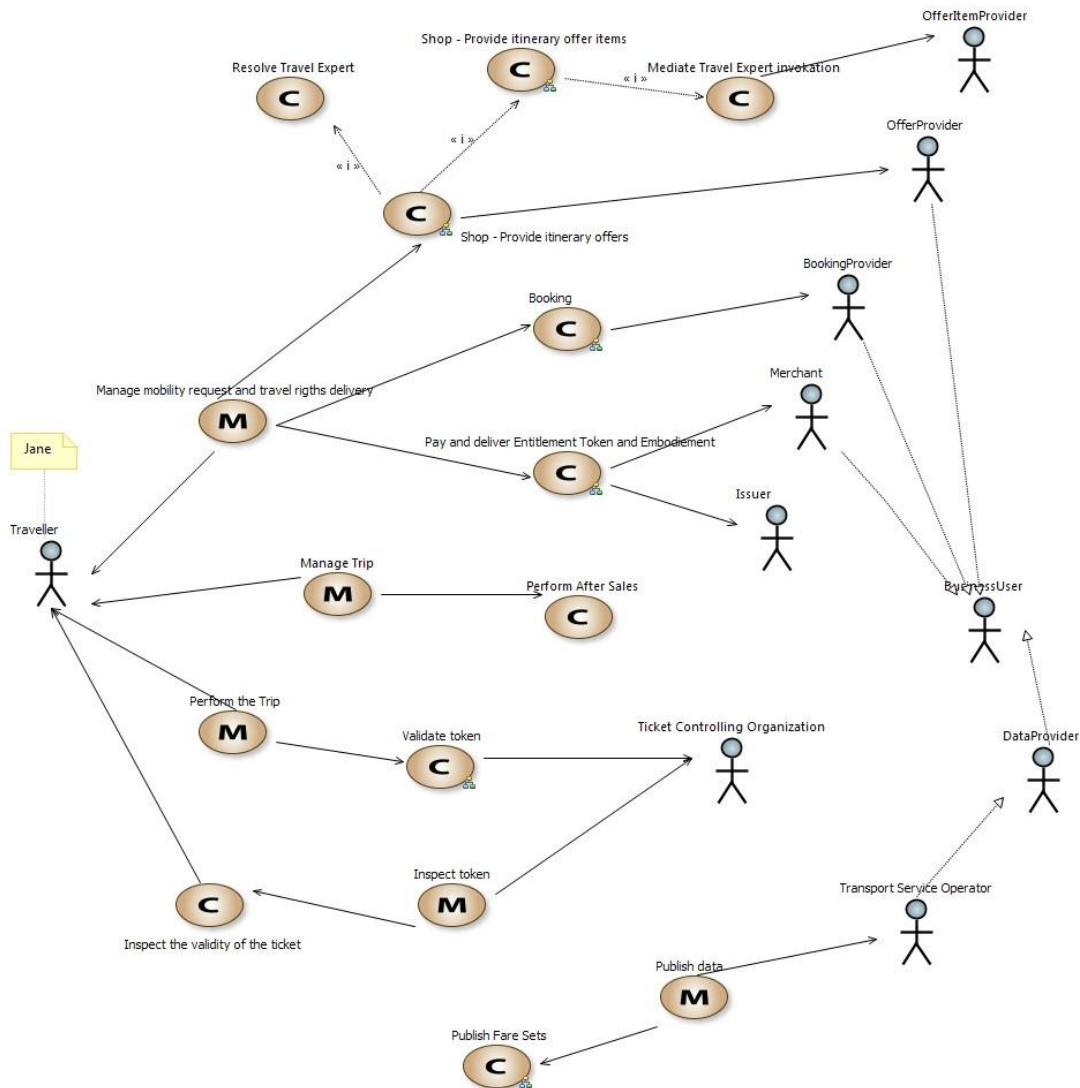 OfferItemProvider
Shop - Provide itinerary offer items
Resolve Travel Expert
Mediate Travel Expert invokation
C
« i »
C
C
OfferProvider
« i »
« i »
C
Shop - Provide itinerary offers
BookingProvider
Booking
C
Merchant
Manage mobility request and travel rigths delivery
M
Pay and deliver Entitlement Token and Embodiement
Jane
C
Issuer
Traveller
Manage Trip
Perform After Sales
BusinessUser
M
C
Perform the Trip
Ticket Controlling Organization
M
Validate token
DataProvider
C
Inspect token
Transport Service Operator
C
M
Inspect the validity of the ticket
Publish data
M
Publish Fare Sets
C